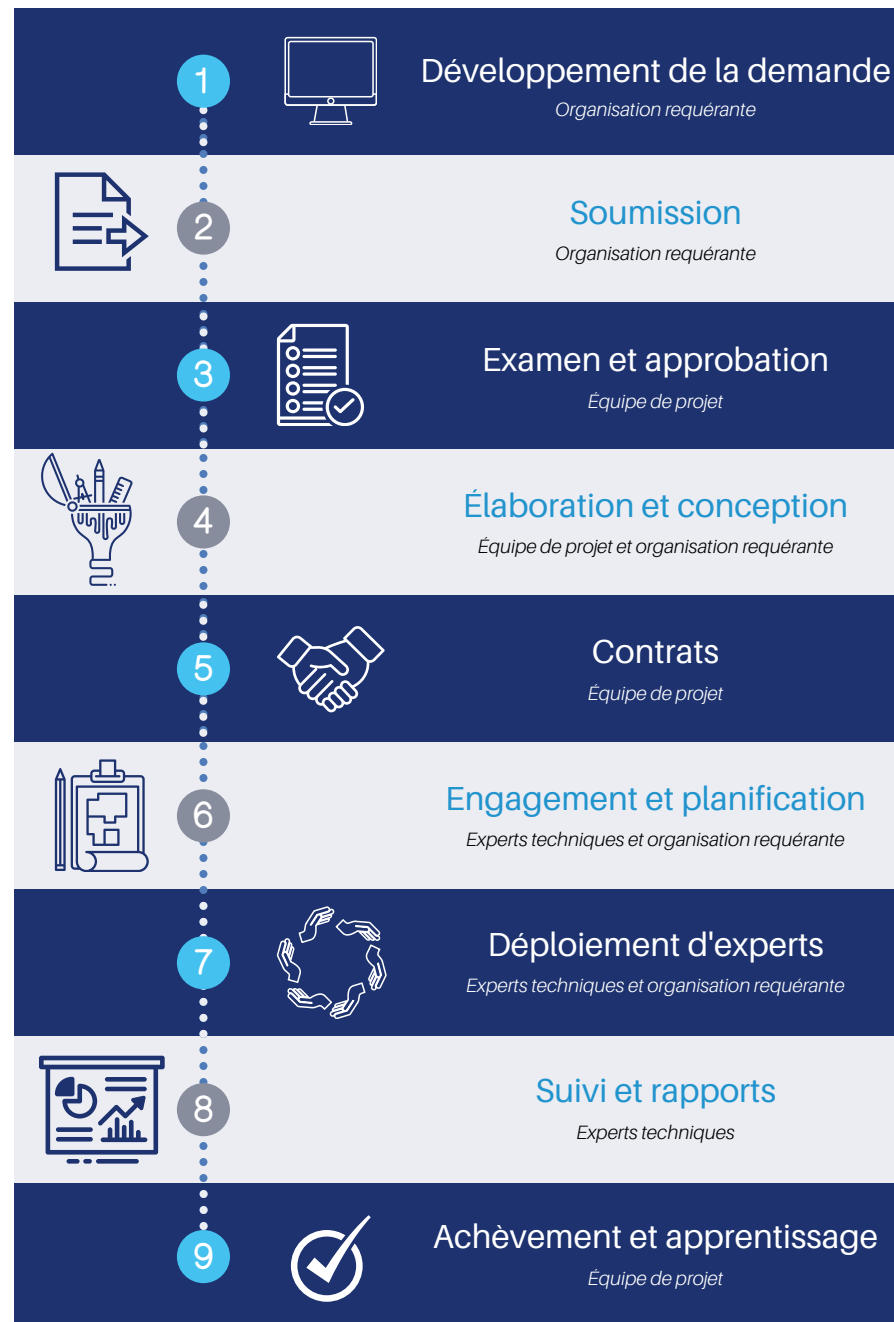 1
Développement de la demande
Organisation requérante
2
Soumission
Organisation requérante
3
Examen et approbation
Équipe de projet
4
Élaboration et conception
Équipe de projet et organisation requérante
5
Contrats
Équipe de projet
6
Engagement et planification
Experts techniques et organisation requérante
7
Déploiement d'experts
Experts techniques et organisation requérante
8
Suivi et rapports
Experts techniques
9
Achèvement et apprentissage
Équipe de projet